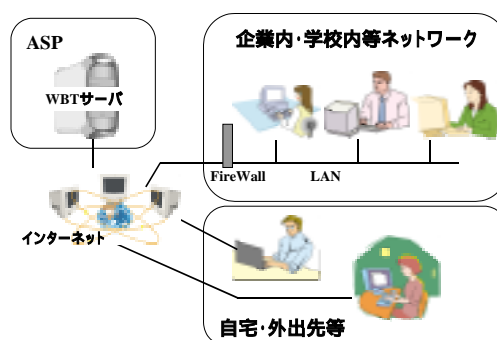 ASP
WBTサーバ
企業内・学校内等ネットワーク
FireWall
LAN
インターネット
自宅・外出先等